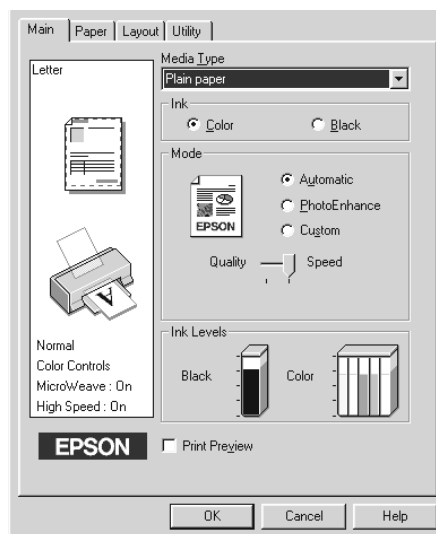 Main Paper Layout Utility
Letter
Media Type
Plain paper
Ink
Color Black
Mode
EPSON
Automatic
PhotoEnhance
Custom
Quality Speed
Normal
Color Controls
MicroWeave : On
High Speed : On
Ink Levels
Black Color
EPSON
Print Preview
OK Cancel Help